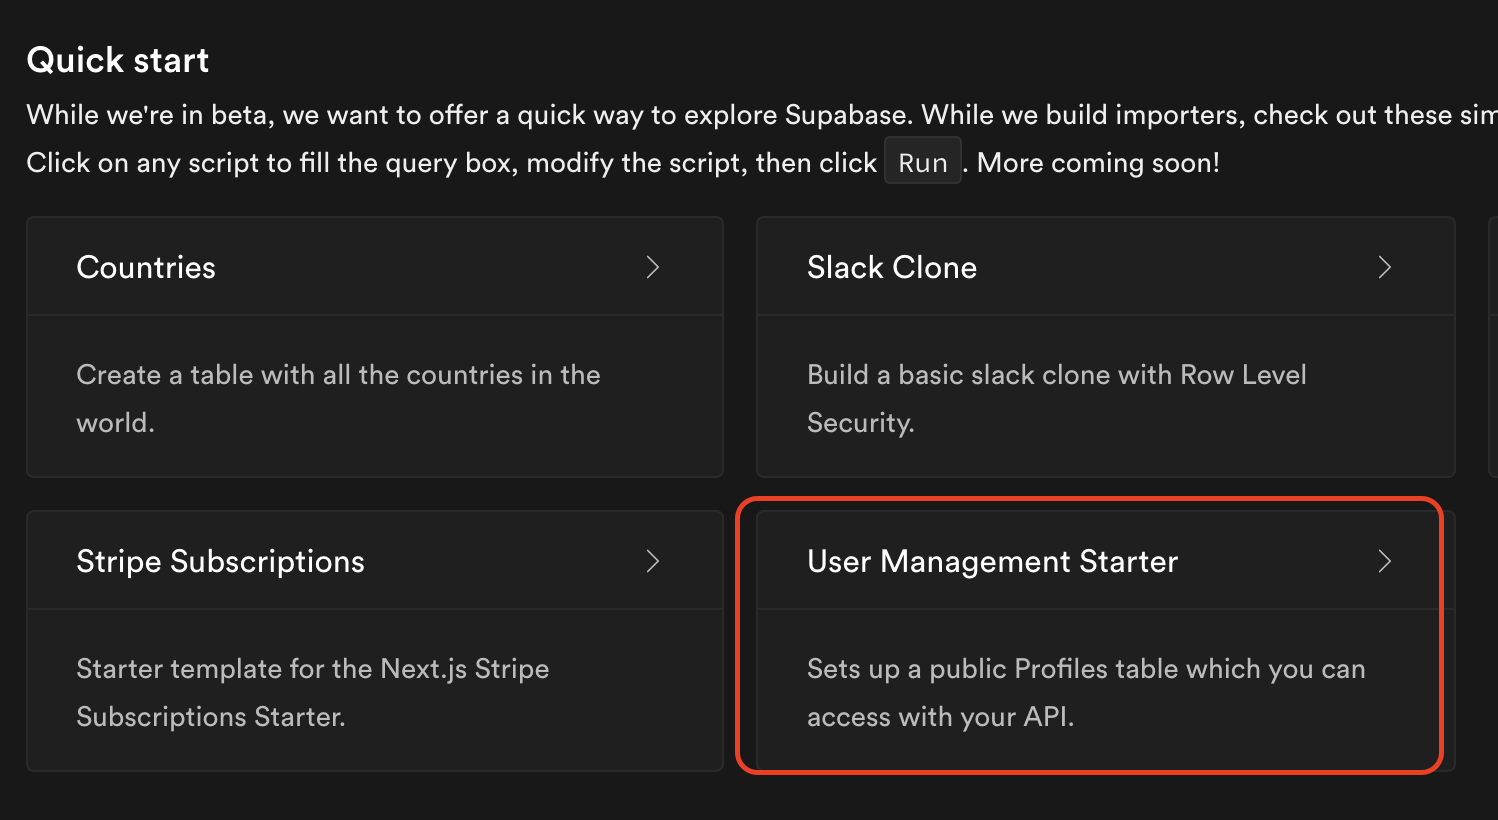 Quick start
While we're in beta, we want to offer a quick way to explore Supabase. While we build importers, check out these
Click on any script to fill the query box, modify the script, then click Run. More coming soon!
Countries
Create a table with all the countries in the
world.
Slack Clone
Build a basic slack clone with Row Level
Security.
Stripe Subscriptions
Starter template for the Next.js Stripe
Subscriptions Starter.
User Management Starter
Sets up a public Profiles table which you can
access with your API.